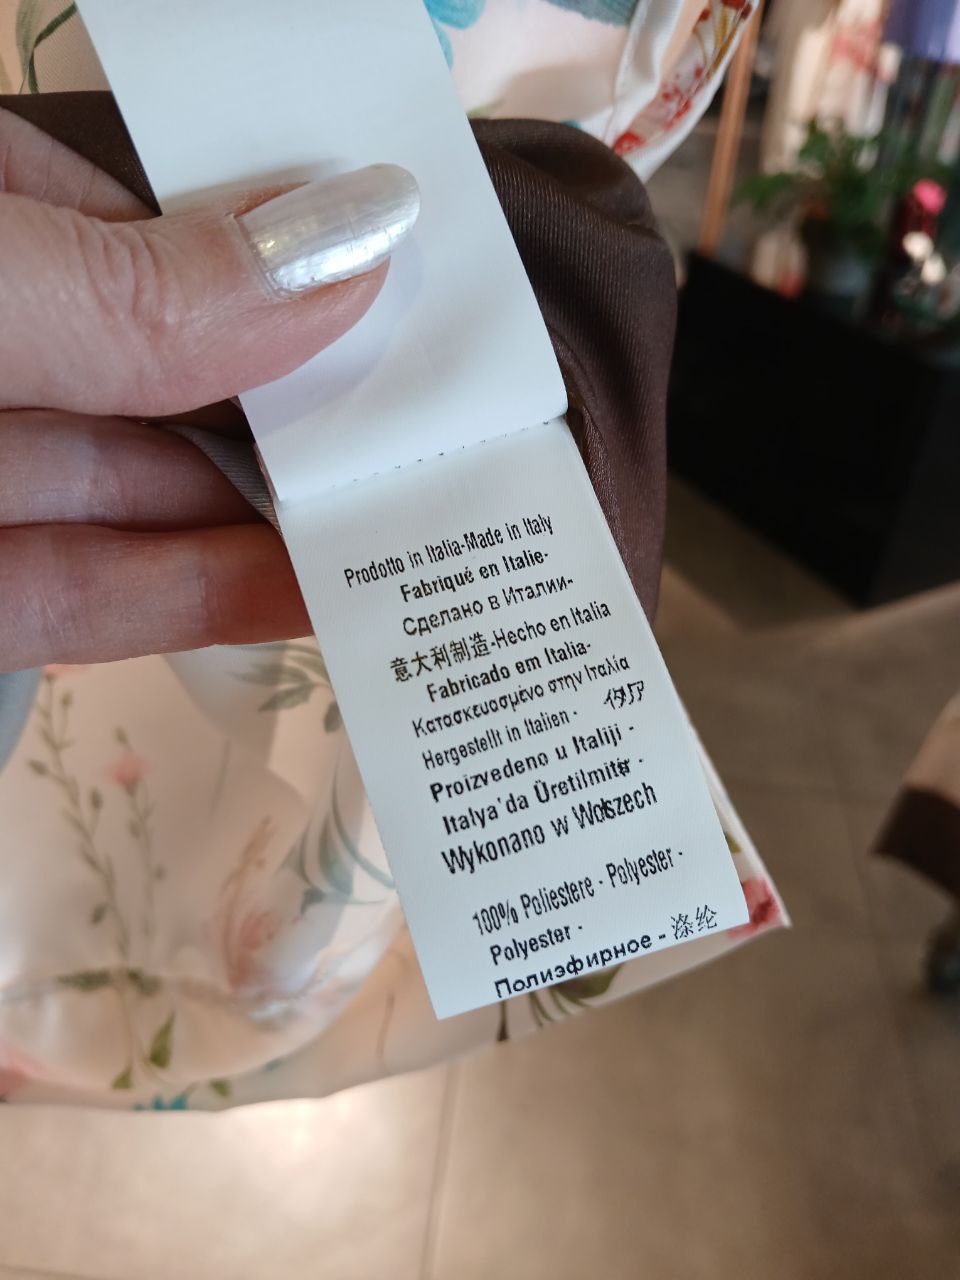 Prodotto in Italia-Made in Italy
Fabriqué en Italie-
Сделано в Италии-
意大利制造-Hecho en Italia
Fabricado em Italia-
Κατασκευασμένο στην Ιταλία
Hergestellt in Italien -
Proizvedeno u Italiji -
Italya'da Üretilmiştir -
Wykonano w Włoszech
100% Poliestere - Polyester -
Polyester -
Полиэфирное - 涤纶